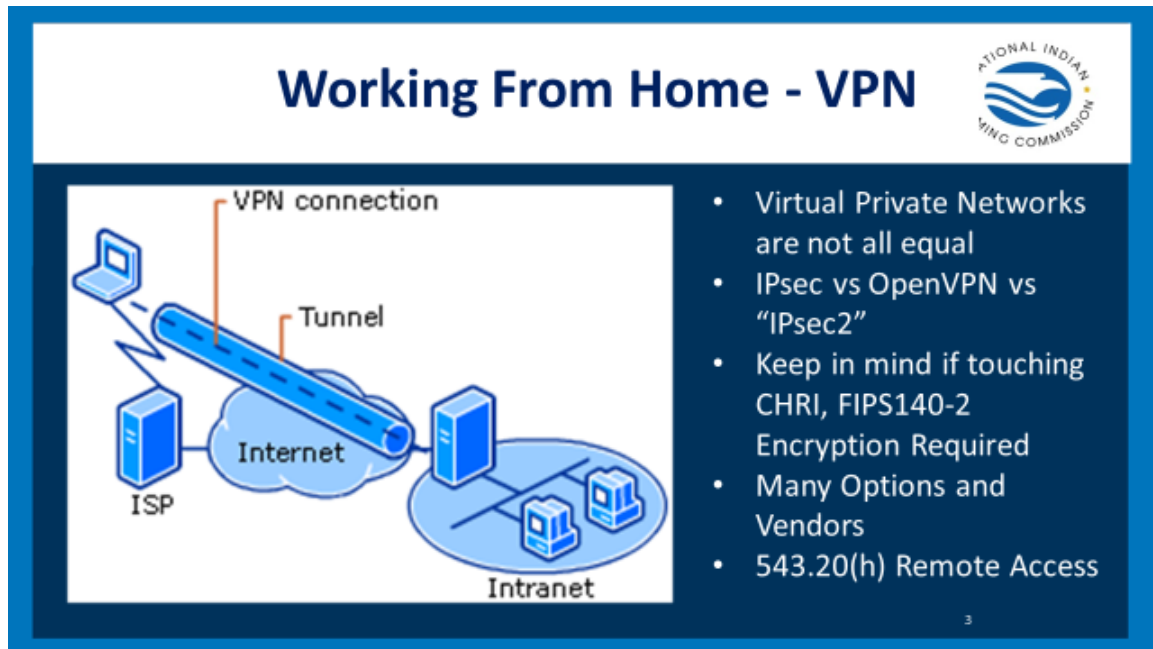 Working From Home - VPN
ATIONAL INDIAN
MING COMMISSION
VPN connection
Tunnel
Internet
ISP
Intranet
• Virtual Private Networks
are not all equal
• IPsec vs OpenVPN vs
“IPsec2”
• Keep in mind if touching
CHRI, FIPS140-2
Encryption Required
• Many Options and
Vendors
• 543.20(h) Remote Access
3